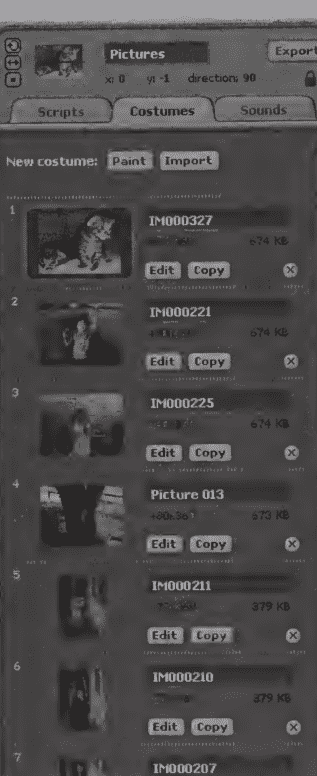 Pictures
Export
x: 0 y: -1 direction: 90
Scripts Costumes Sounds
New costume: Paint Import
1
IM000327
674 KB
Edit Copy
2
IM000221
674 KB
Edit Copy
3
IM000225
674 KB
Edit Copy
4
Picture 013
673 KB
Edit Copy
5
IM000211
379 KB
Edit Copy
6
IM000210
379 KB
Edit Copy
7
IM000207